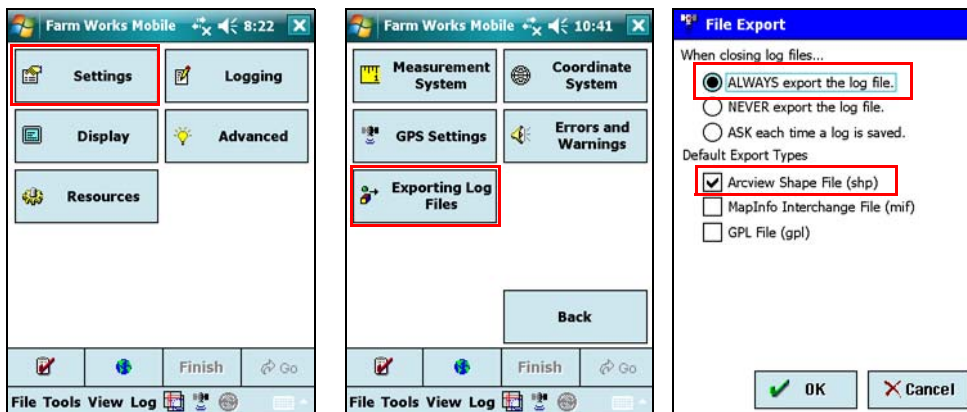 Farm Works Mobile 8:22
Settings
Logging
Display
Advanced
Resources
Finish
Go
File Tools View Log
Farm Works Mobile 10:41
Measurement
System
Coordinate
System
GPS Settings
Errors and
Warnings
Exporting Log
Files
Back
Finish
Go
File Tools View Log
File Export
When closing log files...
ALWAYS export the log file.
NEVER export the log file.
ASK each time a log is saved.
Default Export Types
Arcview Shape File (shp)
MapInfo Interchange File (mif)
GPL File (gpl)
OK
Cancel